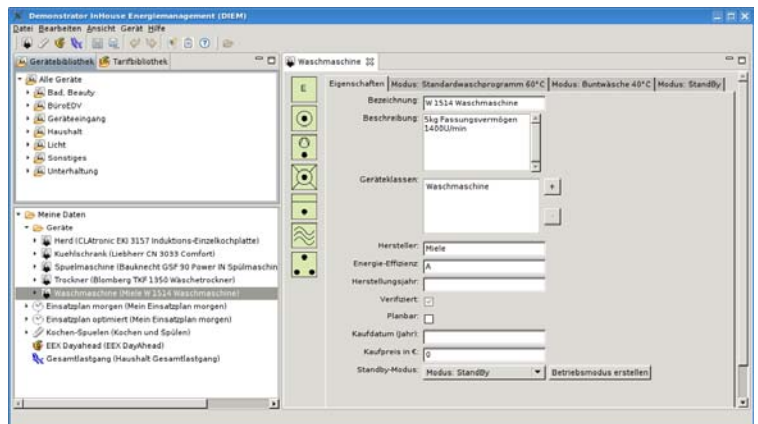 Demonstrator InHouse Energiemanagement (DIEM)
Datei Bearbeiten Ansicht Gerät Hilfe
Gerätebibliothek Tarifbibliothek
Alle Geräte
Bad, Beauty
BüroEDV
Geräteeingang
Haushalt
Licht
Sonstiges
Unterhaltung
Meine Daten
Geräte
Herd (CLAtronic EKI 3157 Induktions-Einzelkochplatte)
Kuehlschrank (Liebherr CN 3033 Comfort)
Spuelmaschine (Bauknecht GSF 90 Power IN Spülmaschin
Trockner (Blomberg TKF 1350 Wäschetrockner)
Waschmaschine (Miele W 1514 Waschmaschine)
Einsatzplan morgen (Mein Einsatzplan morgen)
Einsatzplan optimiert (Mein Einsatzplan morgen)
Kochen-Spuelen (Kochen und Spülen)
EEX Dayahead (EEX DayAhead)
Gesamtlastgang (Haushalt Gesamtlastgang)
Waschmaschine
E
Eigenschaften Modus: Standardwaschprogramm 60°C Modus: Buntwäsche 40°C Modus: StandBy
Bezeichnung: W 1514 Waschmaschine
Beschreibung: 5kg Fassungsvermögen
1400U/min
Geräteklassen: Waschmaschine
+
-
Hersteller: Miele
Energie-Effizienz: A
Herstellungsjahr:
Verifiziert:
Planbar:
Kaufdatum (Jahr):
Kaufpreis in €: 0
Standby-Modus: Modus: StandBy Betriebsmodus erstellen